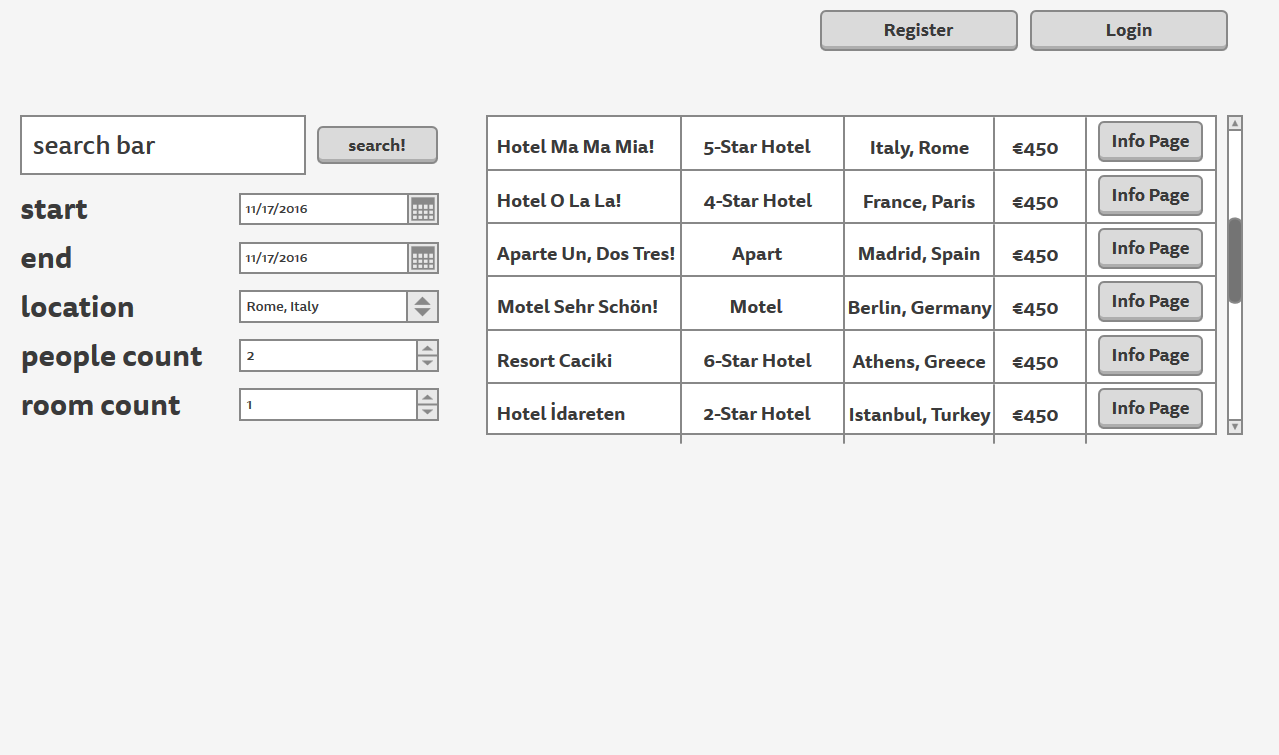 Register Login
search bar search!
start 11/17/2016
end 11/17/2016
location Rome, Italy
people count 2
room count 1
Hotel Ma Ma Mia! 5-Star Hotel Italy, Rome €450 Info Page
Hotel O La La! 4-Star Hotel France, Paris €450 Info Page
Aparte Un, Dos Tres! Apart Madrid, Spain €450 Info Page
Motel Sehr Schön! Motel Berlin, Germany €450 Info Page
Resort Caciki 6-Star Hotel Athens, Greece €450 Info Page
Hotel İdareten 2-Star Hotel Istanbul, Turkey €450 Info Page